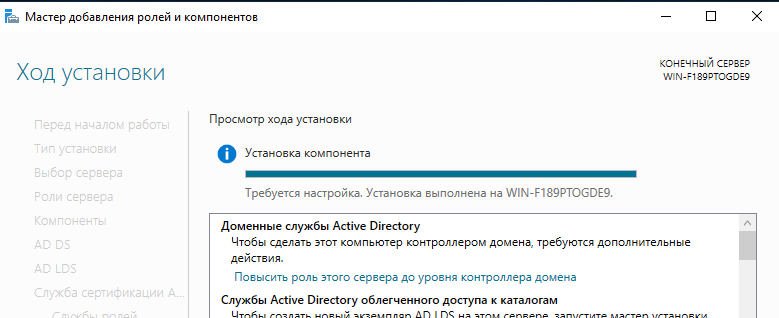 Мастер добавления ролей и компонентов
Ход установки
КОНЕЧНЫЙ СЕРВЕР
WIN-F189PTOGDE9
Перед началом работы
Тип установки
Выбор сервера
Роли сервера
Компоненты
AD DS
AD LDS
Служба сертификации A...
Службы ролей
Просмотр хода установки
Установка компонента
Требуется настройка. Установка выполнена на WIN-F189PTOGDE9.
Доменные службы Active Directory
Чтобы сделать этот компьютер контроллером домена, требуются дополнительные
действия.
Повысить роль этого сервера до уровня контроллера домена
Службы Active Directory облегченного доступа к каталогам
Чтобы создать новый экземпляр AD LDS на этом сервере, запустите мастер установки